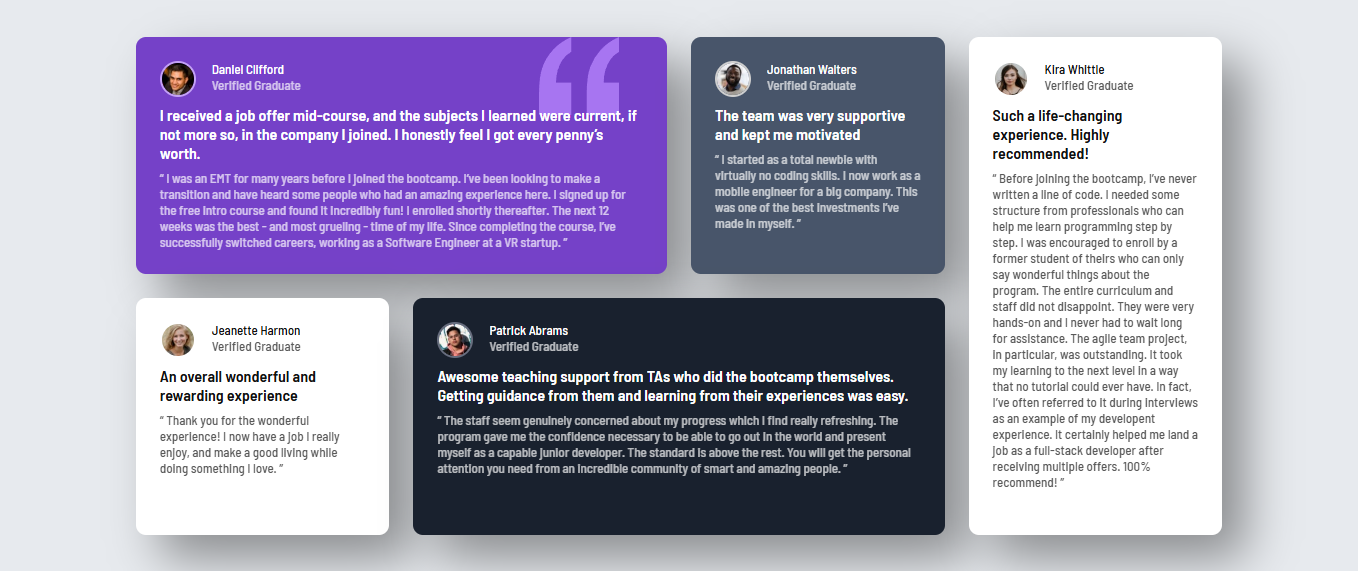 Daniel Clifford
Verified Graduate
I received a job offer mid-course, and the subjects I learned were current, if
not more so, in the company I joined. I honestly feel I got every penny's
worth.
“ I was an EMT for many years before I joined the bootcamp. I've been looking to make a
transition and have heard some people who had an amazing experience here. I signed up for
the free intro course and found it incredibly fun! I enrolled shortly thereafter. The next 12
weeks was the best - and most grueling - time of my life. Since completing the course, I've
successfully switched careers, working as a Software Engineer at a VR startup. ”
Jonathan Walters
Verified Graduate
The team was very supportive
and kept me motivated
“ I started as a total newbie with
virtually no coding skills. I now work as a
mobile engineer for a big company. This
was one of the best investments I've
made in myself. ”
Kira Whittle
Verified Graduate
Such a life-changing
experience. Highly
recommended!
“ Before joining the bootcamp, I've never
written a line of code. I needed some
structure from professionals who can
help me learn programming step by
step. I was encouraged to enroll by a
former student of theirs who can only
say wonderful things about the
program. The entire curriculum and
staff did not disappoint. They were very
hands-on and I never had to wait long
for assistance. The agile team project,
in particular, was outstanding. It took
my learning to the next level in a way
that no tutorial could ever have. In fact,
I've often referred to it during interviews
as an example of my developent
experience. It certainly helped me land a
job as a full-stack developer after
receiving multiple offers. 100%
recommend! ”
Jeanette Harmon
Verified Graduate
An overall wonderful and
rewarding experience
“ Thank you for the wonderful
experience! I now have a job I really
enjoy, and make a good living while
doing something I love. ”
Patrick Abrams
Verified Graduate
Awesome teaching support from TAs who did the bootcamp themselves.
Getting guidance from them and learning from their experiences was easy.
“ The staff seem genuinely concerned about my progress which I find really refreshing. The
program gave me the confidence necessary to be able to go out in the world and present
myself as a capable junior developer. The standard is above the rest. You will get the personal
attention you need from an incredible community of smart and amazing people. ”